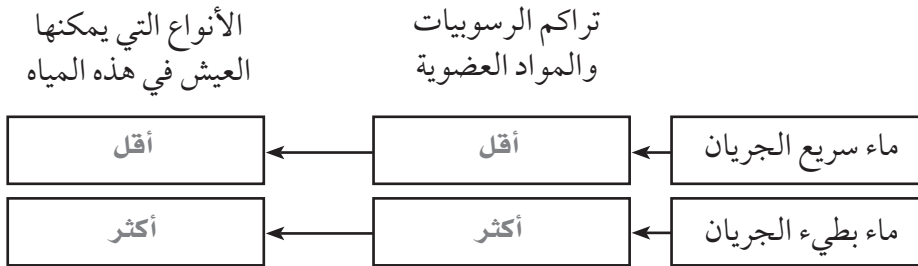 تراكم الرسوبيات
والمواد العضوية
الأنواع التي يمكنها
العيش في هذه المياه
ماء سريع الجريان
أقل
أقل
ماء بطيء الجريان
أكثر
أكثر